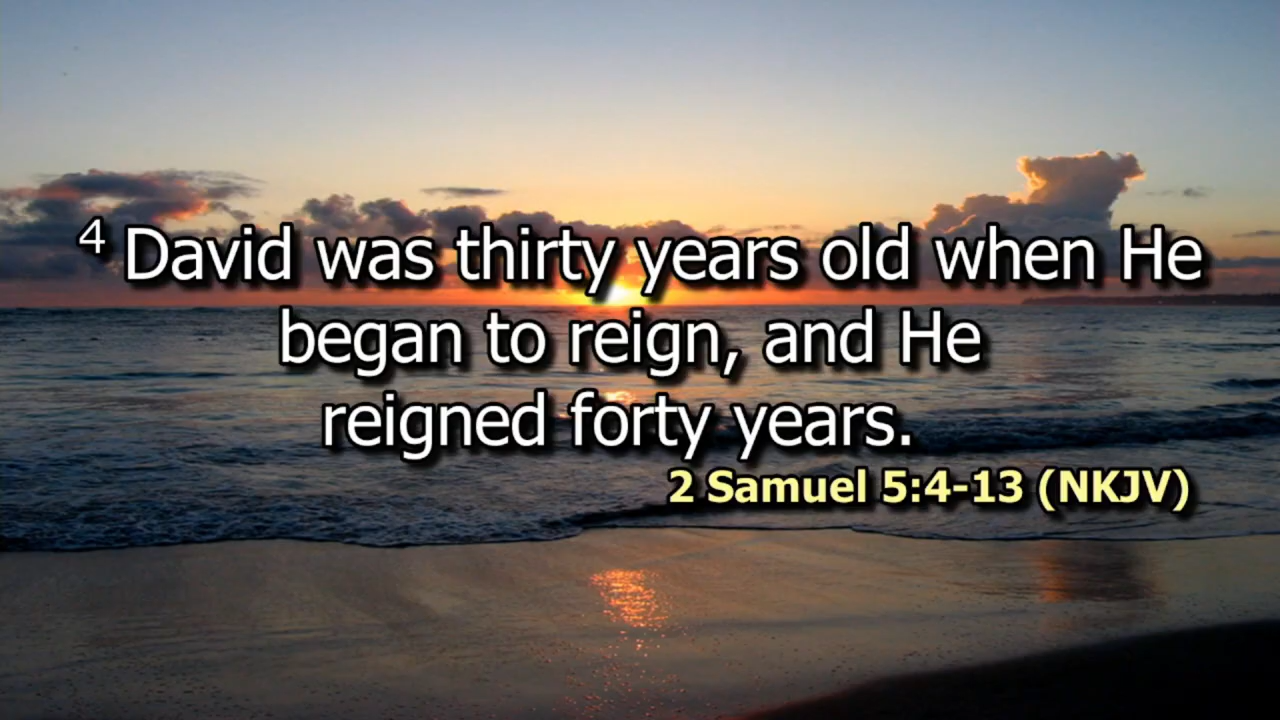 4 David was thirty years old when He
began to reign, and He
reigned forty years.
2 Samuel 5:4-13 (NKJV)